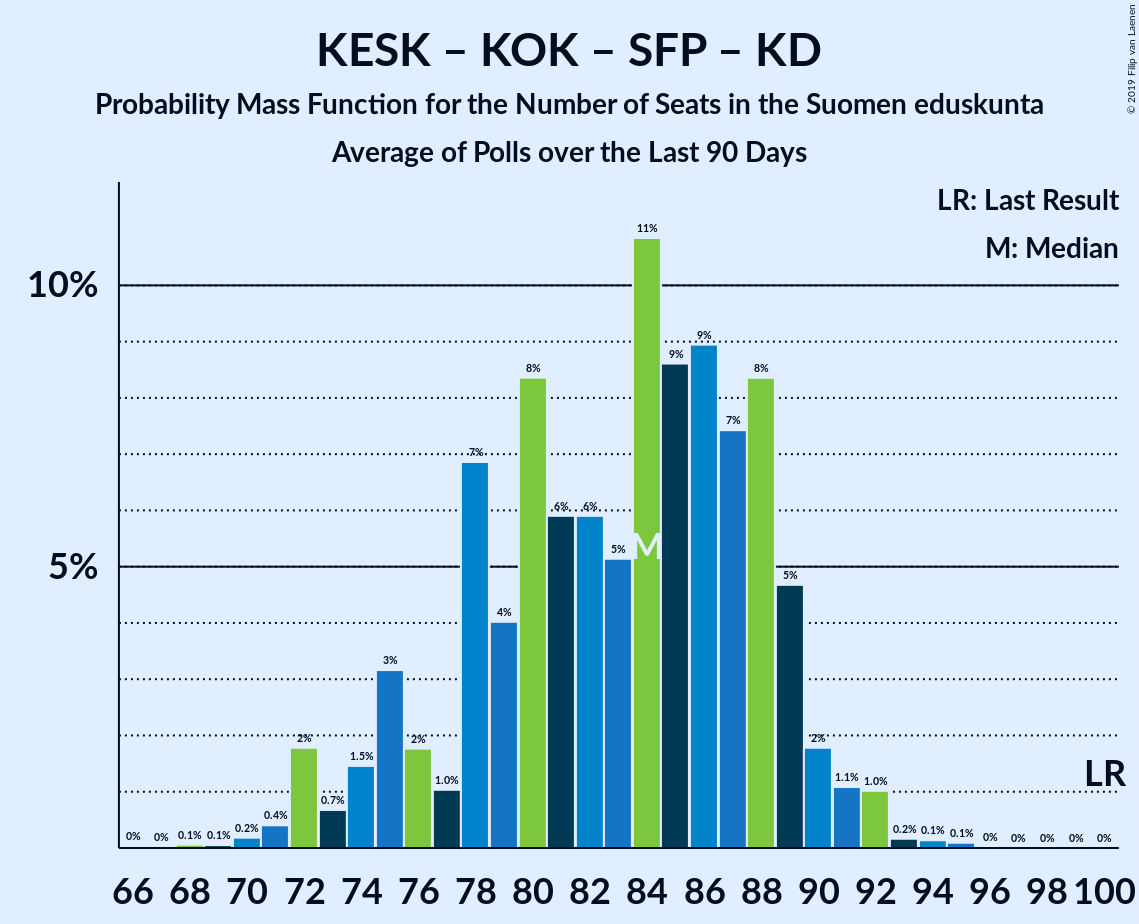 KESK – KOK – SFP – KD
Probability Mass Function for the Number of Seats in the Suomen eduskunta
Average of Polls over the Last 90 Days
© 2019 Filip van Laenen
LR: Last Result
M: Median
10%
5%
0% 0% 0.1% 0.1% 0.2% 0.4% 2% 0.7% 1.5% 3% 2% 1.0% 7% 4% 8% 6% 6% 5% 11% 9% 9% 7% 8% 5% 2% 1.1% 1.0% 0.2% 0.1% 0.1% 0% 0% 0% 0% 0%
M
LR
66 68 70 72 74 76 78 80 82 84 86 88 90 92 94 96 98 100